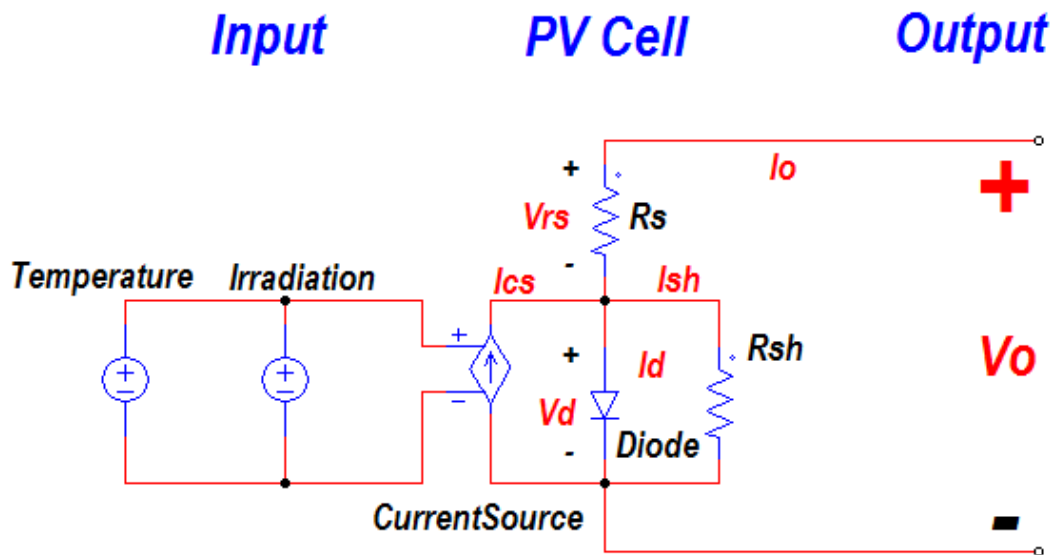 Input PV Cell Output
+ Io +
Vrs Rs
-
Temperature Irradiation Ics Ish
+
+ Rsh
+ + Id Vo
- - - Vd
- Diode
CurrentSource -